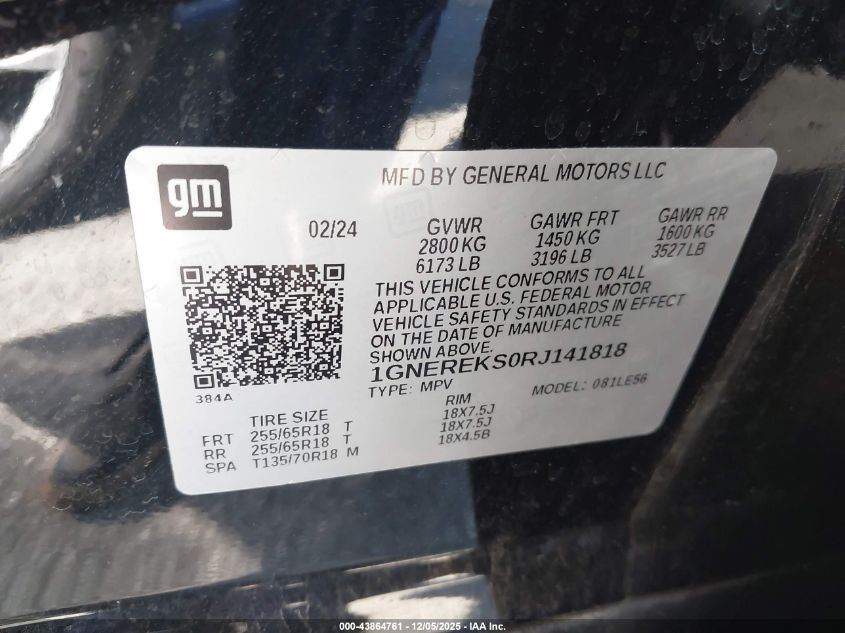 gm
MFD BY GENERAL MOTORS LLC
02/24
GVWR GAWR FRT GAWR RR
2800 KG 1450 KG 1600 KG
6173 LB 3196 LB 3527 LB
THIS VEHICLE CONFORMS TO ALL
APPLICABLE U.S. FEDERAL MOTOR
VEHICLE SAFETY STANDARDS IN EFFECT
ON THE DATE OF MANUFACTURE
SHOWN ABOVE.
1GNEREKS0RJ141818
TYPE: MPV MODEL: 081LE56
384A
TIRE SIZE RIM
FRT 255/65R18 T 18X7.5J
RR 255/65R18 T 18X7.5J
SPA T135/70R18 M 18X4.5B
000-43864761 - 12/05/2025 - IAA Inc.